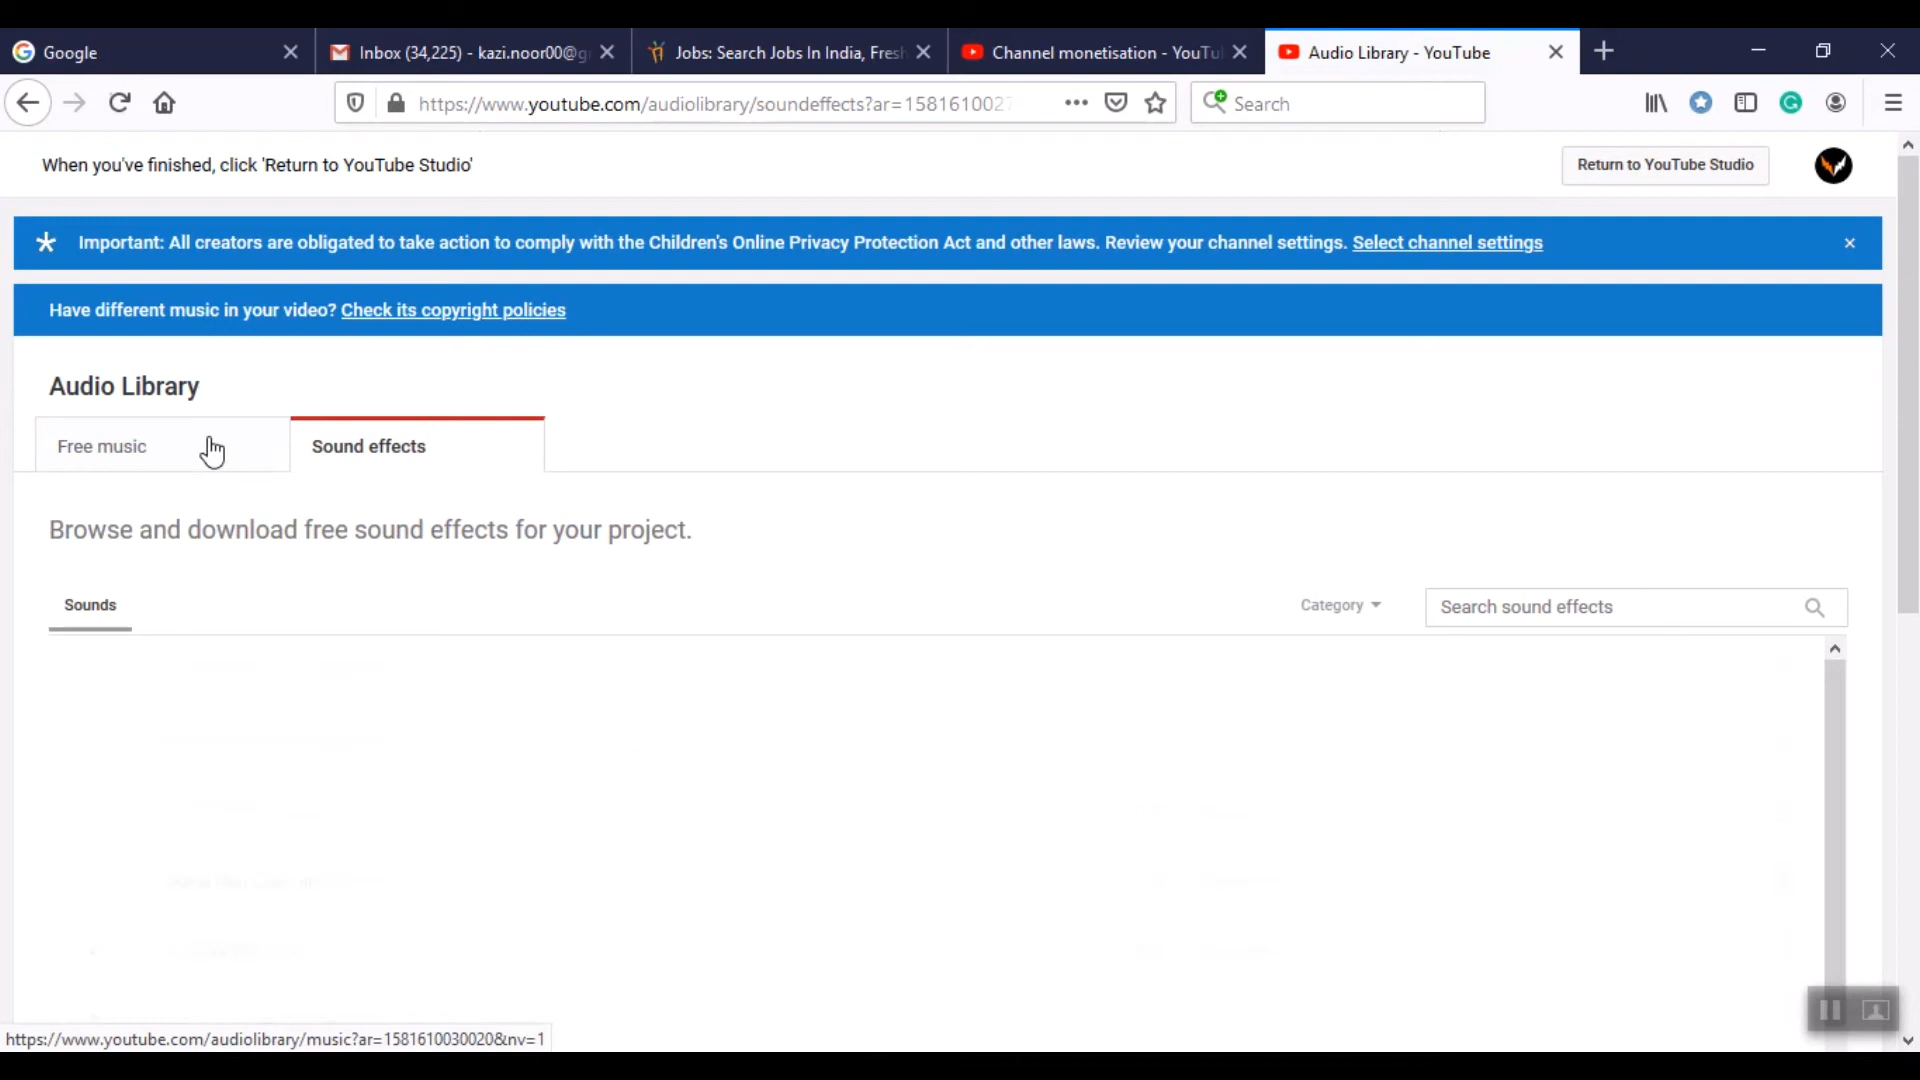 Google
Inbox (34,225) - kazi.noor00@g
Jobs: Search Jobs In India, Fresh
Channel monetisation - YouTu
Audio Library - YouTube
https://www.youtube.com/audiolibrary/soundeffects?ar=1581610027
Search
When you've finished, click 'Return to YouTube Studio'
Return to YouTube Studio
Important: All creators are obligated to take action to comply with the Children's Online Privacy Protection Act and other laws. Review your channel settings. Select channel settings
Have different music in your video? Check its copyright policies
Audio Library
Free music
Sound effects
Browse and download free sound effects for your project.
Sounds
Category
Search sound effects
https://www.youtube.com/audiolibrary/music?ar=1581610030020&nv=1